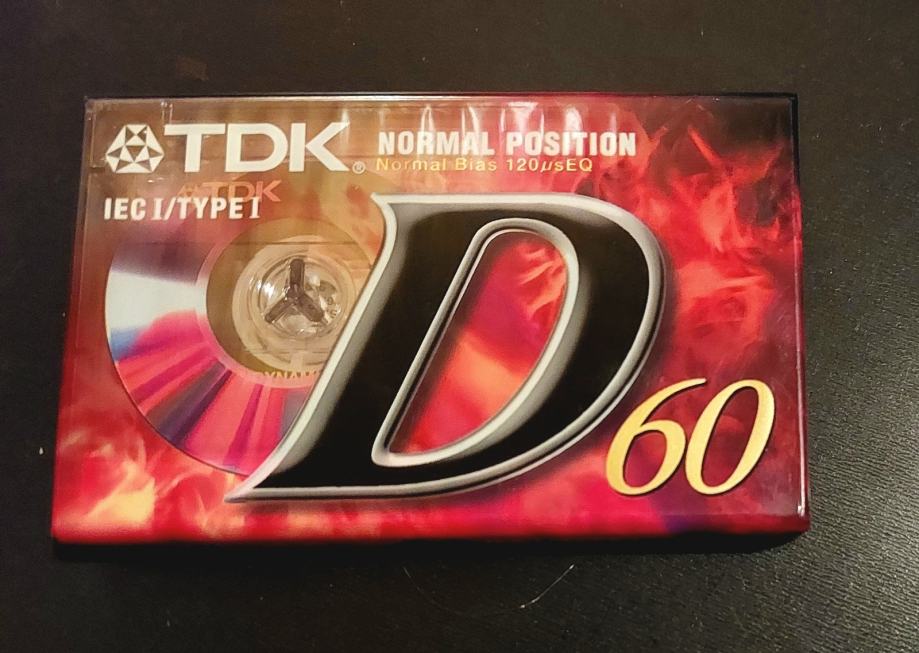 TDK® NORMAL POSITION
Normal Bias 120μsEQ
TDK
IEC I/TYPE I
D
60